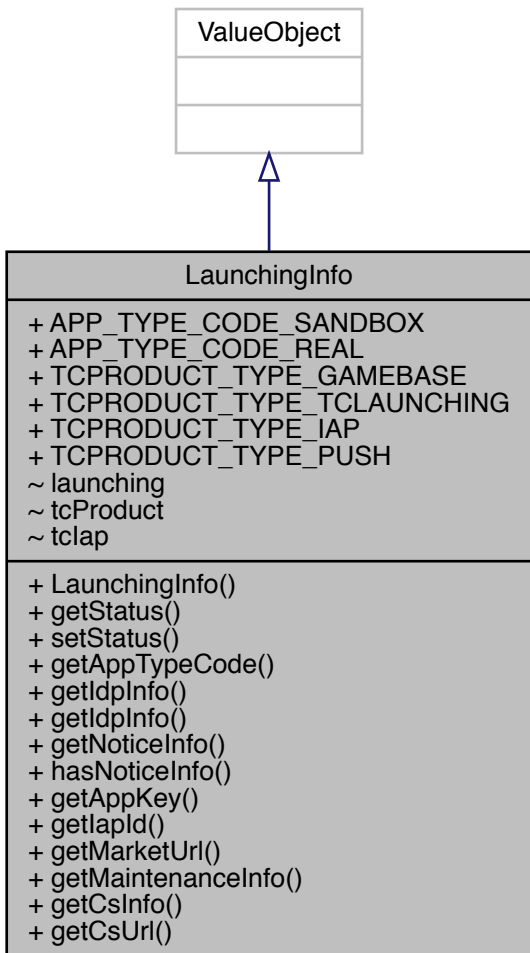 ValueObject
LaunchingInfo
+ APP_TYPE_CODE_SANDBOX
+ APP_TYPE_CODE_REAL
+ TCPRODUCT_TYPE_GAMEBASE
+ TCPRODUCT_TYPE_TCLAUNCHING
+ TCPRODUCT_TYPE_IAP
+ TCPRODUCT_TYPE_PUSH
~ launching
~ tcProduct
~ tcIap
+ LaunchingInfo()
+ getStatus()
+ setStatus()
+ getAppTypeCode()
+ getIdpInfo()
+ getIdpInfo()
+ getNoticeInfo()
+ hasNoticeInfo()
+ getAppKey()
+ getIapId()
+ getMarketUrl()
+ getMaintenanceInfo()
+ getCsInfo()
+ getCsUrl()